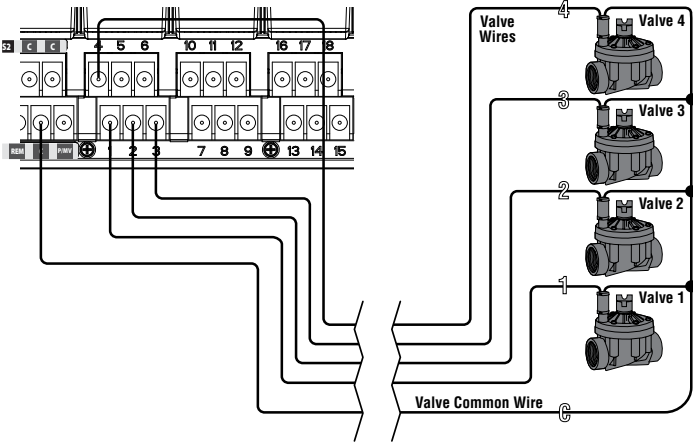 4
Valve
Wires
Valve 4
S2 C C 4 5 6 10 11 12 16 17 18
3
Valve 3
REM C P/MV 1 2 3 7 8 9 13 14 15
2
Valve 2
1
Valve 1
Valve Common Wire C